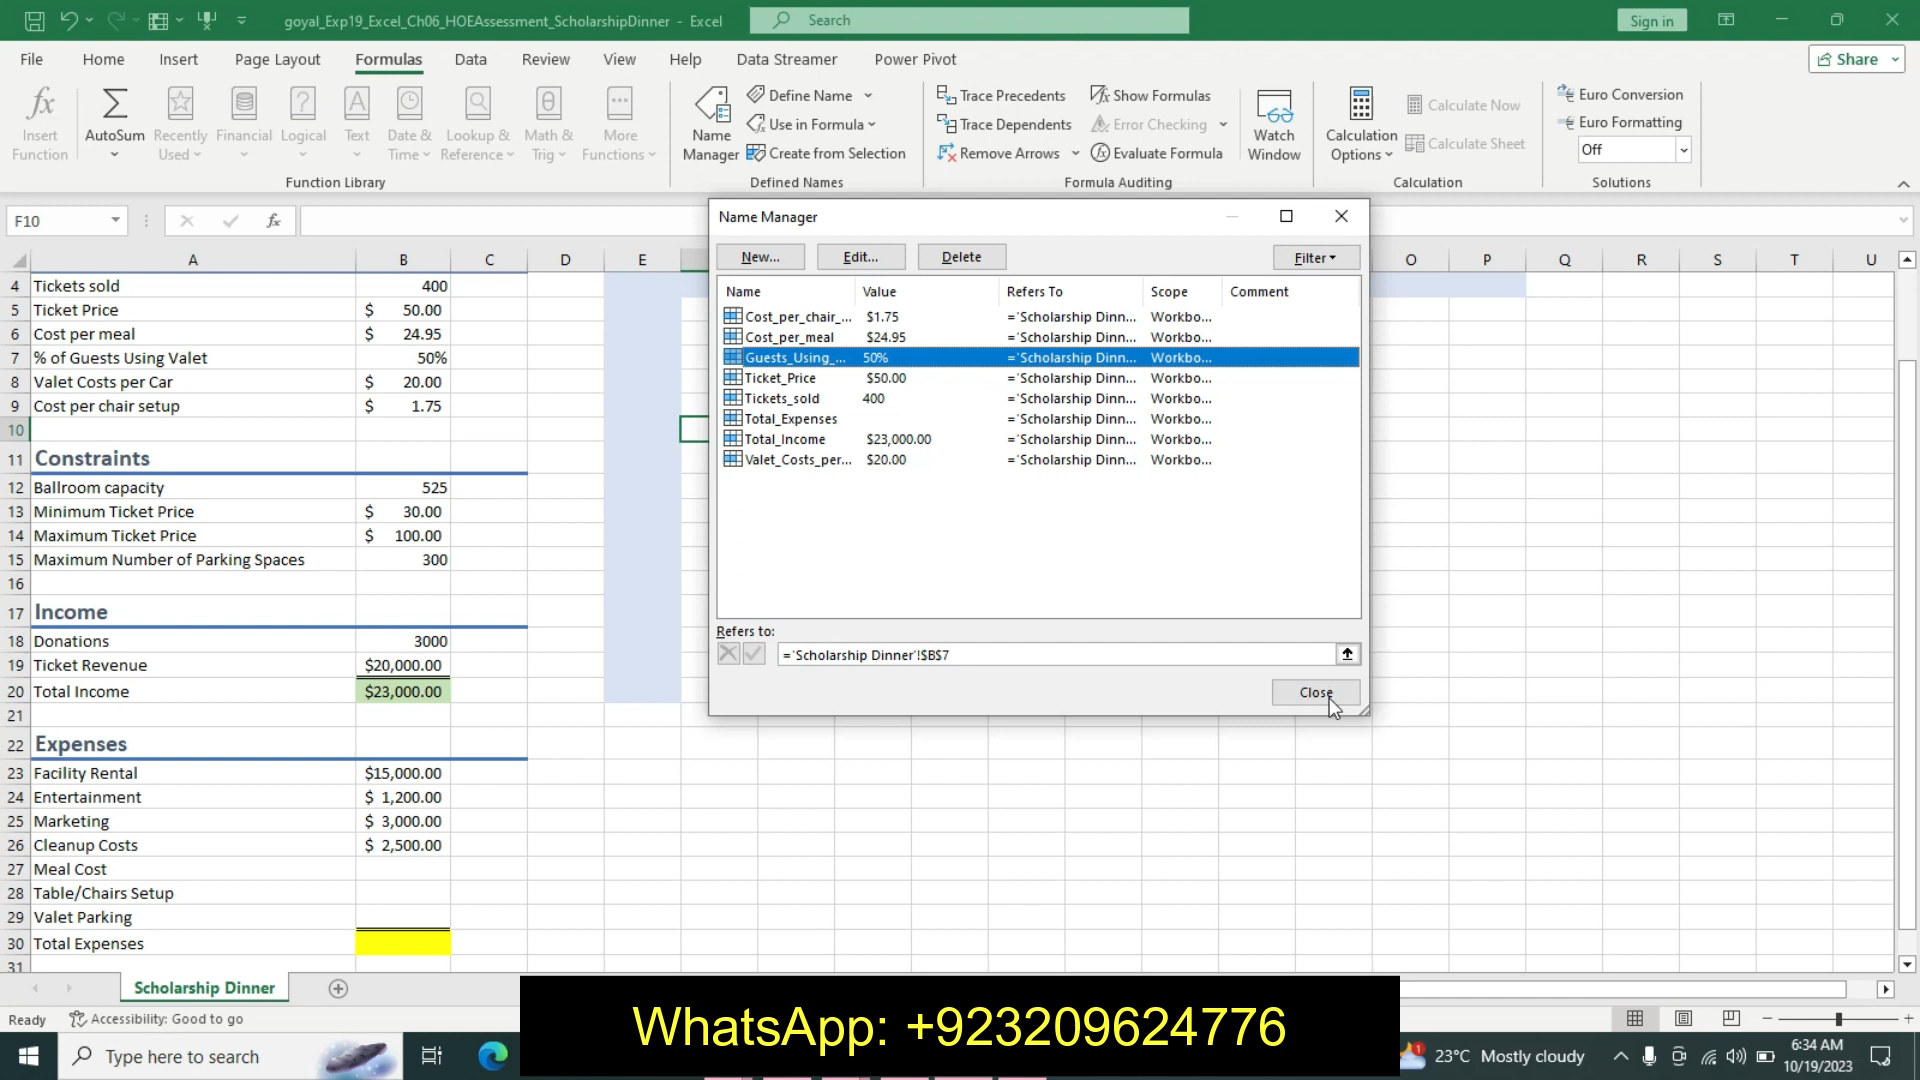 goyal_Exp19_Excel_Ch06_HOEAssessment_ScholarshipDinner - Excel
Search
Sign in
File Home Insert Page Layout Formulas Data Review View Help Data Streamer Power Pivot
Share
Insert Function
AutoSum
Recently Used
Financial
Logical
Text
Date & Time
Lookup & Reference
Math & Trig
More Functions
Function Library
Name Manager
Define Name
Use in Formula
Create from Selection
Defined Names
Trace Precedents
Trace Dependents
Remove Arrows
Show Formulas
Error Checking
Evaluate Formula
Formula Auditing
Watch Window
Calculation Options
Calculate Now
Calculate Sheet
Calculation
Euro Conversion
Euro Formatting
Off
Solutions
F10
fx
A B C D E O P Q R S T U
4 Tickets sold 400
5 Ticket Price $ 50.00
6 Cost per meal $ 24.95
7 % of Guests Using Valet 50%
8 Valet Costs per Car $ 20.00
9 Cost per chair setup $ 1.75
10
11 Constraints
12 Ballroom capacity 525
13 Minimum Ticket Price $ 30.00
14 Maximum Ticket Price $ 100.00
15 Maximum Number of Parking Spaces 300
16
17 Income
18 Donations 3000
19 Ticket Revenue $20,000.00
20 Total Income $23,000.00
21
22 Expenses
23 Facility Rental $15,000.00
24 Entertainment $ 1,200.00
25 Marketing $ 3,000.00
26 Cleanup Costs $ 2,500.00
27 Meal Cost
28 Table/Chairs Setup
29 Valet Parking
30 Total Expenses
31
Name Manager
New... Edit... Delete Filter
Name Value Refers To Scope Comment
Cost_per_chair_... $1.75 ='Scholarship Dinn... Workbo...
Cost_per_meal $24.95 ='Scholarship Dinn... Workbo...
Guests_Using_... 50% ='Scholarship Dinn... Workbo...
Ticket_Price $50.00 ='Scholarship Dinn... Workbo...
Tickets_sold 400 ='Scholarship Dinn... Workbo...
Total_Expenses ='Scholarship Dinn... Workbo...
Total_Income $23,000.00 ='Scholarship Dinn... Workbo...
Valet_Costs_per... $20.00 ='Scholarship Dinn... Workbo...
Refers to:
='Scholarship Dinner'!$B$7
Close
Scholarship Dinner
Ready Accessibility: Good to go
WhatsApp: +923209624776
Type here to search
1
23°C Mostly cloudy
6:34 AM
10/19/2023